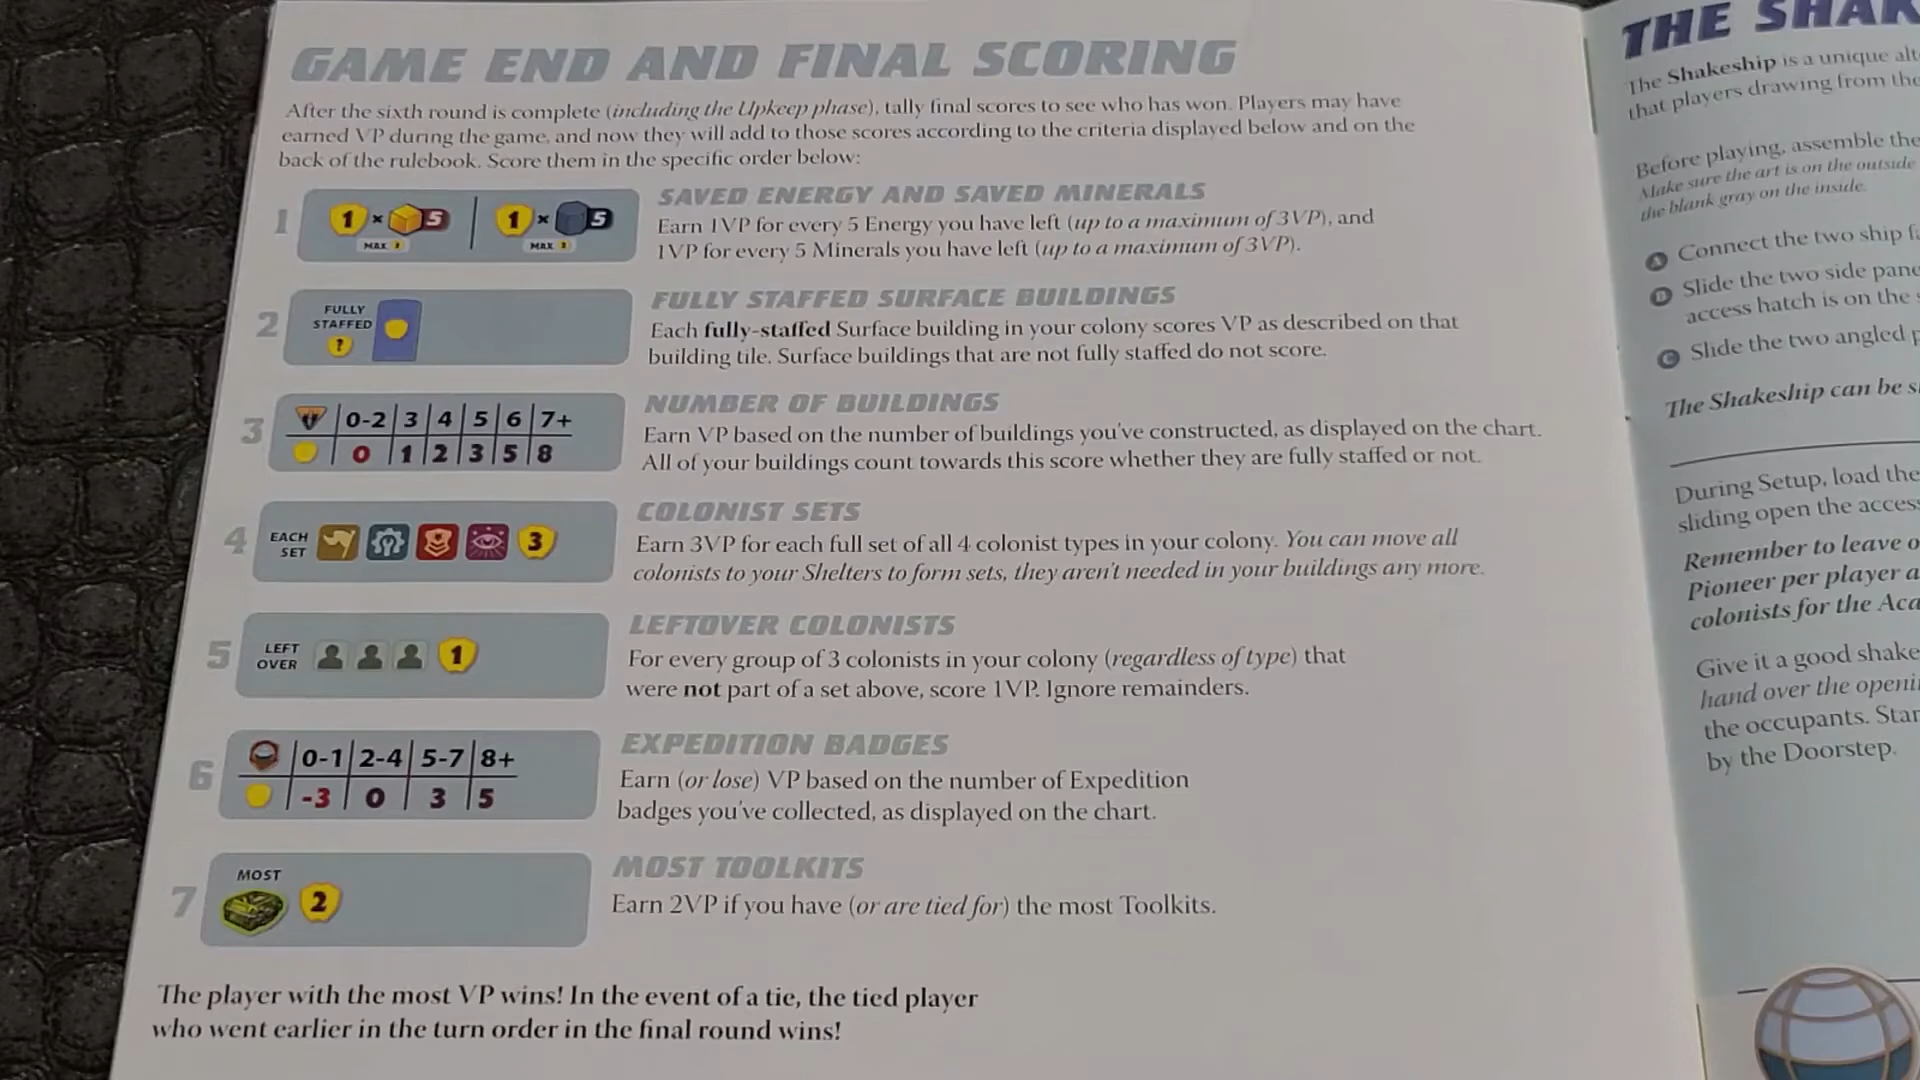 GAME END AND FINAL SCORING
After the sixth round is complete (including the Upkeep phase), tally final scores to see who has won. Players may have
earned VP during the game, and now they will add to those scores according to the criteria displayed below and on the
back of the rulebook. Score them in the specific order below:
1
1 × 5 MAX 3
1 × 5 MAX 3
SAVED ENERGY AND SAVED MINERALS
Earn 1VP for every 5 Energy you have left (up to a maximum of 3VP), and
1VP for every 5 Minerals you have left (up to a maximum of 3VP).
2
FULLY
STAFFED
?
FULLY STAFFED SURFACE BUILDINGS
Each fully-staffed Surface building in your colony scores VP as described on that
building tile. Surface buildings that are not fully staffed do not score.
3
0-2 3 4 5 6 7+
0 1 2 3 5 8
NUMBER OF BUILDINGS
Earn VP based on the number of buildings you've constructed, as displayed on the chart.
All of your buildings count towards this score whether they are fully staffed or not.
4
EACH
SET
3
COLONIST SETS
Earn 3VP for each full set of all 4 colonist types in your colony. You can move all
colonists to your Shelters to form sets, they aren't needed in your buildings any more.
5
LEFT
OVER
1
LEFTOVER COLONISTS
For every group of 3 colonists in your colony (regardless of type) that
were not part of a set above, score 1VP. Ignore remainders.
6
0-1 2-4 5-7 8+
-3 0 3 5
EXPEDITION BADGES
Earn (or lose) VP based on the number of Expedition
badges you've collected, as displayed on the chart.
7
MOST
2
MOST TOOLKITS
Earn 2VP if you have (or are tied for) the most Toolkits.
The player with the most VP wins! In the event of a tie, the tied player
who went earlier in the turn order in the final round wins!
THE SHAK
The Shakeship is a unique alt
that players drawing from the
Before playing, assemble the
Make sure the art is on the outside
the blank gray on the inside.
A Connect the two ship fa
B Slide the two side pane
access hatch is on the s
C Slide the two angled p
The Shakeship can be s
During Setup, load the
sliding open the access
Remember to leave o
Pioneer per player a
colonists for the Aca
Give it a good shake
hand over the openi
the occupants. Star
by the Doorstep.